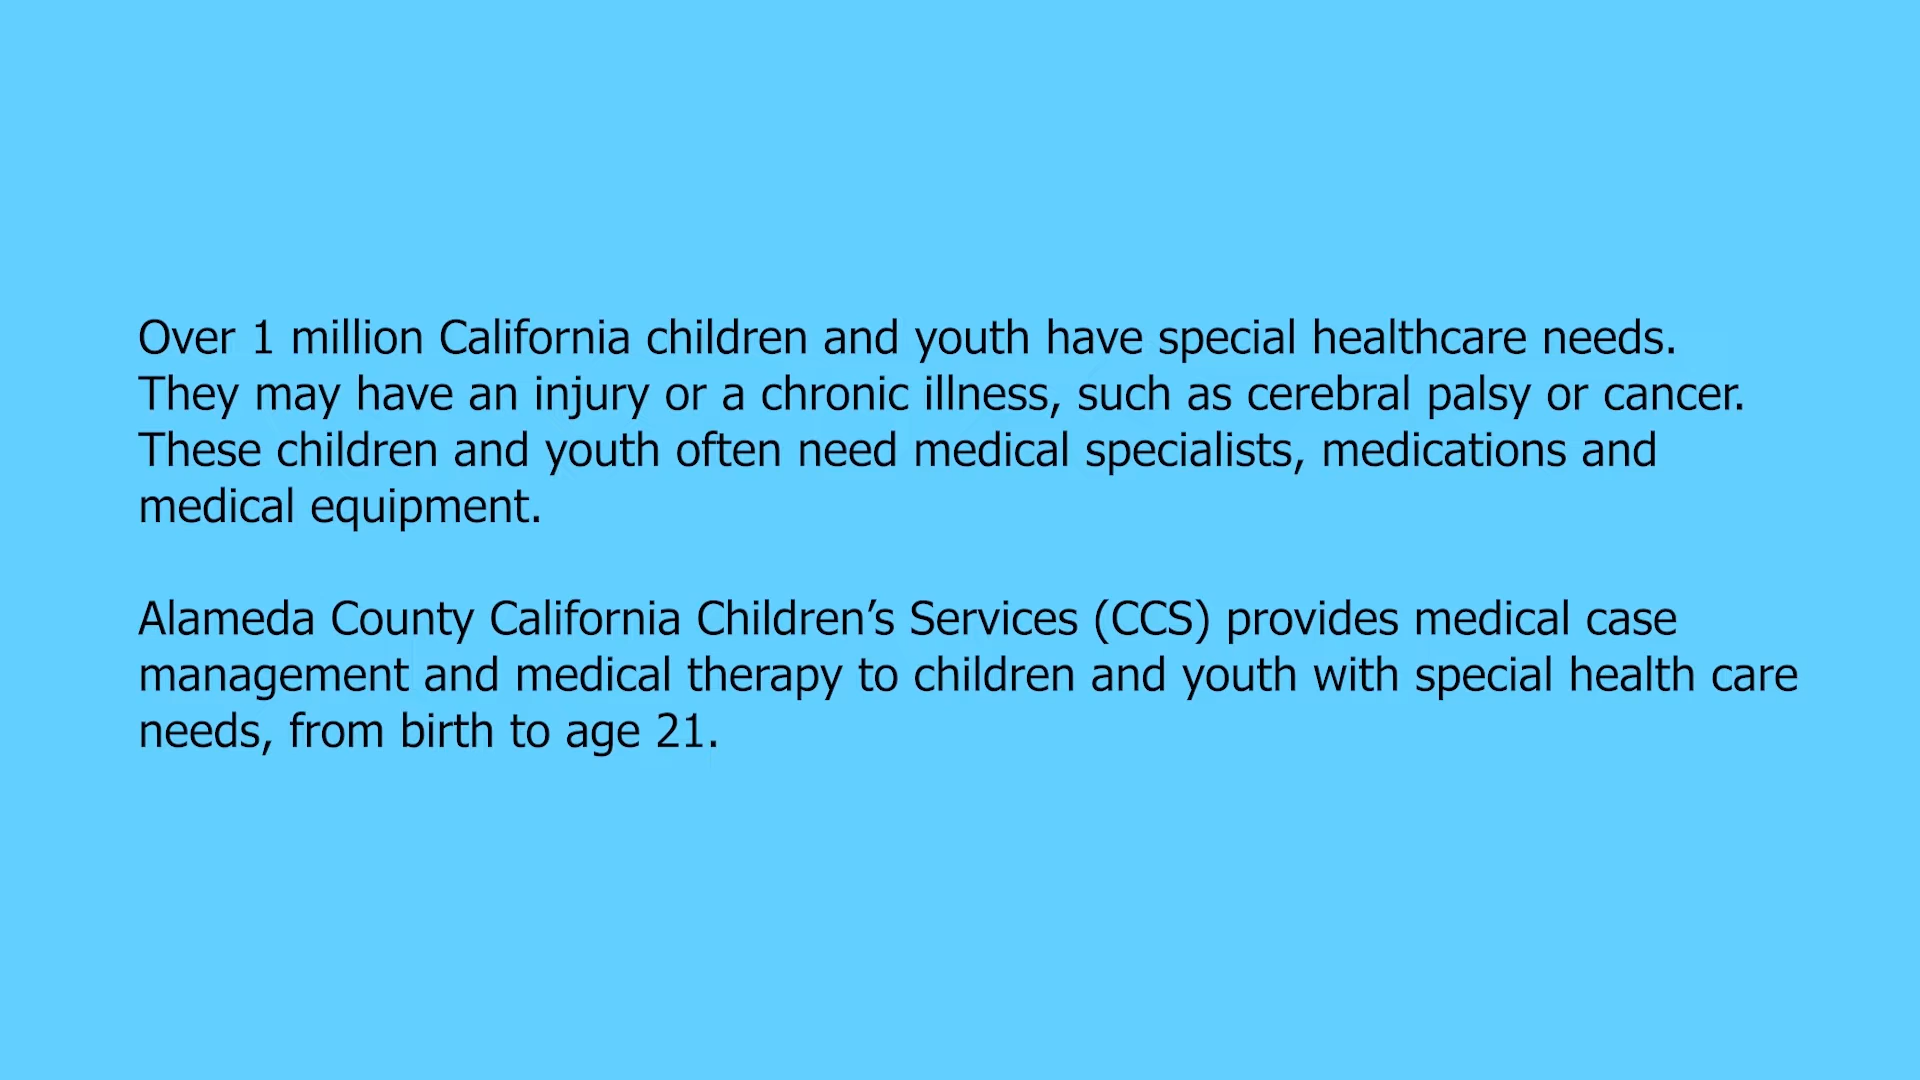 Over 1 million California children and youth have special healthcare needs.
They may have an injury or a chronic illness, such as cerebral palsy or cancer.
These children and youth often need medical specialists, medications and
medical equipment.
Alameda County California Children’s Services (CCS) provides medical case
management and medical therapy to children and youth with special health care
needs, from birth to age 21.